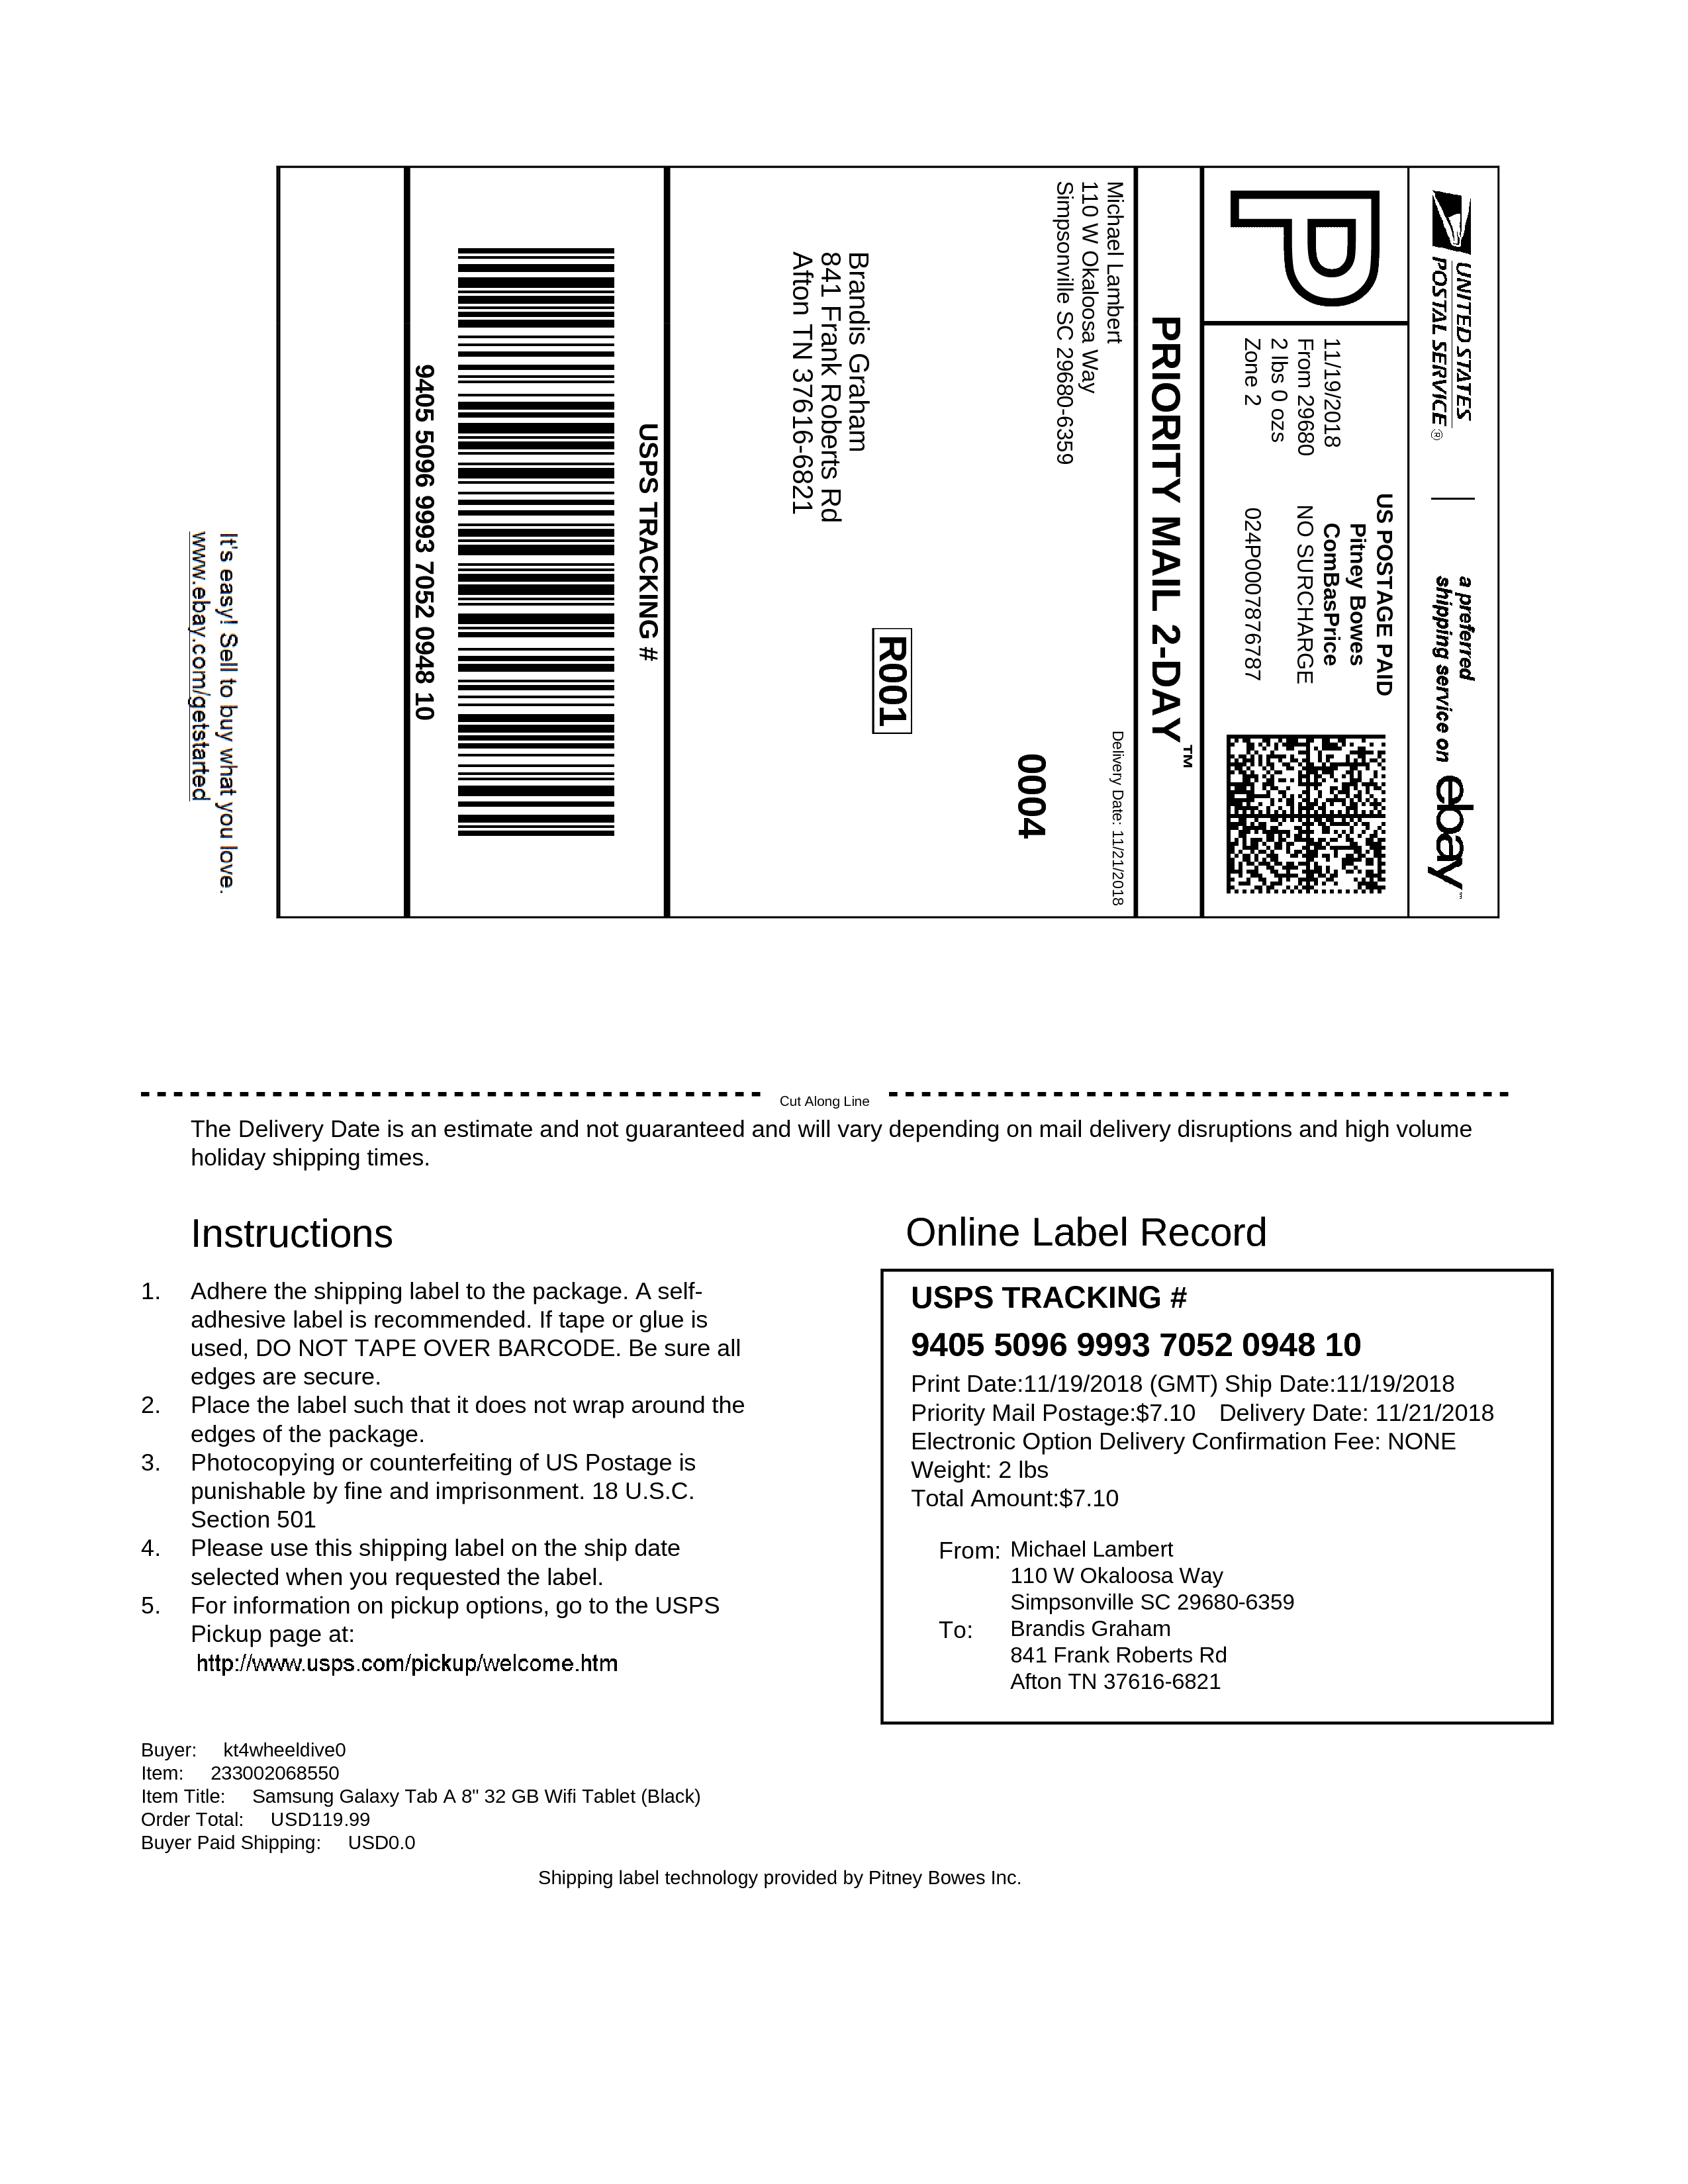 UNITED STATES
POSTAL SERVICE®
a preferred
shipping service on
ebay™
P
US POSTAGE PAID
Pitney Bowes
ComBasPrice
11/19/2018
From 29680
NO SURCHARGE
2 lbs 0 ozs
Zone 2
024P0007876787
PRIORITY MAIL 2-DAY™
Michael Lambert
110 W Okaloosa Way
Simpsonville SC 29680-6359
Delivery Date: 11/21/2018
0004
R001
Brandis Graham
841 Frank Roberts Rd
Afton TN 37616-6821
USPS TRACKING #
9405 5096 9993 7052 0948 10
It's easy! Sell to buy what you love.
www.ebay.com/getstarted
Cut Along Line
The Delivery Date is an estimate and not guaranteed and will vary depending on mail delivery disruptions and high volume
holiday shipping times.
Instructions
1. Adhere the shipping label to the package. A self-
adhesive label is recommended. If tape or glue is
used, DO NOT TAPE OVER BARCODE. Be sure all
edges are secure.
2. Place the label such that it does not wrap around the
edges of the package.
3. Photocopying or counterfeiting of US Postage is
punishable by fine and imprisonment. 18 U.S.C.
Section 501
4. Please use this shipping label on the ship date
selected when you requested the label.
5. For information on pickup options, go to the USPS
Pickup page at:
http://www.usps.com/pickup/welcome.htm
Online Label Record
USPS TRACKING #
9405 5096 9993 7052 0948 10
Print Date:11/19/2018 (GMT) Ship Date:11/19/2018
Priority Mail Postage:$7.10 Delivery Date: 11/21/2018
Electronic Option Delivery Confirmation Fee: NONE
Weight: 2 lbs
Total Amount:$7.10
From: Michael Lambert
110 W Okaloosa Way
Simpsonville SC 29680-6359
To: Brandis Graham
841 Frank Roberts Rd
Afton TN 37616-6821
Buyer: kt4wheeldive0
Item: 233002068550
Item Title: Samsung Galaxy Tab A 8" 32 GB Wifi Tablet (Black)
Order Total: USD119.99
Buyer Paid Shipping: USD0.0
Shipping label technology provided by Pitney Bowes Inc.